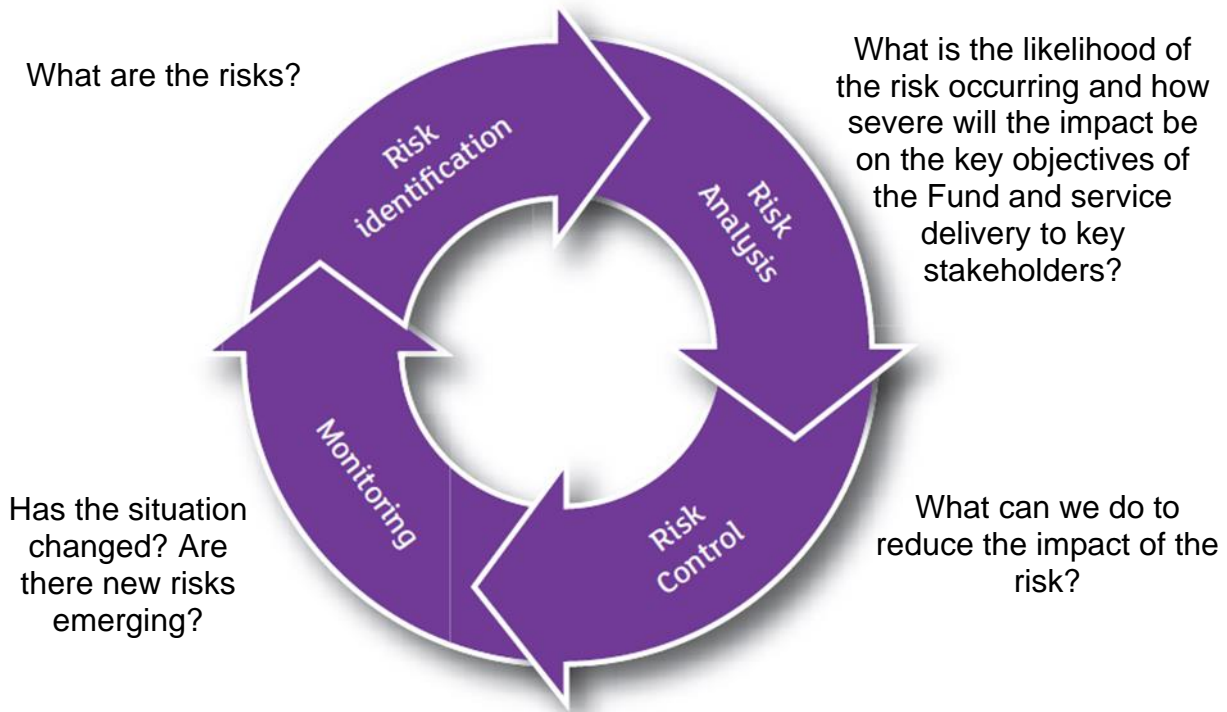 What are the risks?
Risk
identification
What is the likelihood of
the risk occurring and how
severe will the impact be
on the key objectives of
the Fund and service
delivery to key
stakeholders?
Risk
Analysis
What can we do to
reduce the impact of the
risk?
Risk
Control
Has the situation
changed? Are
there new risks
emerging?
Monitoring